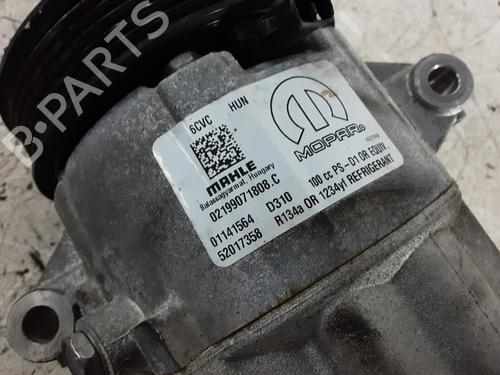 B-PARTS
6CVC HUN
MAHLE
Balassagyarmat, Hungary
02199071808.C
01141564 D310
52017358
MOPAR
100 cc PS-D1 OR EQUIV
R134a OR 1234yf REFRIGERANT